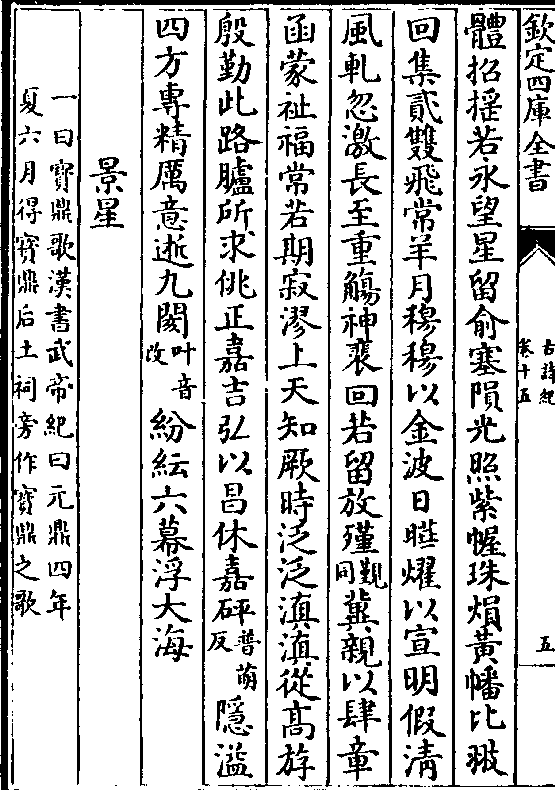 欽定四庫全書
古詩紀
卷十五
五
體招搖若永望星留俞塞隕光照紫幄珠熉黃幡比㧒
回集貳雙飛常羊月穆穆以金波日華燿以宣明假清
風軋忽激長至重觴神裴回若留放殣覲同冀親以肆章
函蒙祉福常若期寂漻上天知厥時泛泛滇滇從髙斿
殷勤此路臚所求佻正嘉吉弘以昌休嘉砰普萌反隱溢
四方專精厲意逝九閡叶音改紛紜六幕浮大海
景星
一曰寶鼎歌漢書武帝紀曰元鼎四年
夏六月得寶鼎后土祠旁作寶鼎之歌